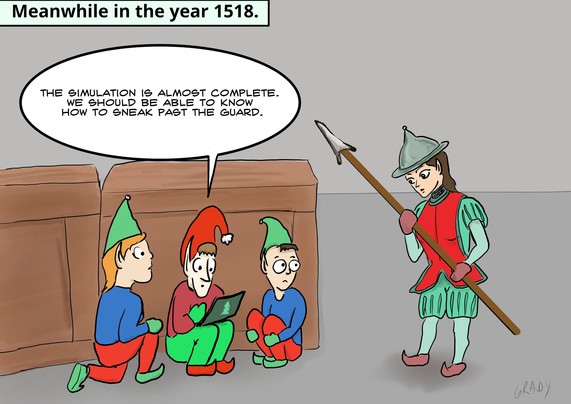 Meanwhile in the year 1518.
THE SIMULATION IS ALMOST COMPLETE.
WE SHOULD BE ABLE TO KNOW
HOW TO SNEAK PAST THE GUARD.
GRADY